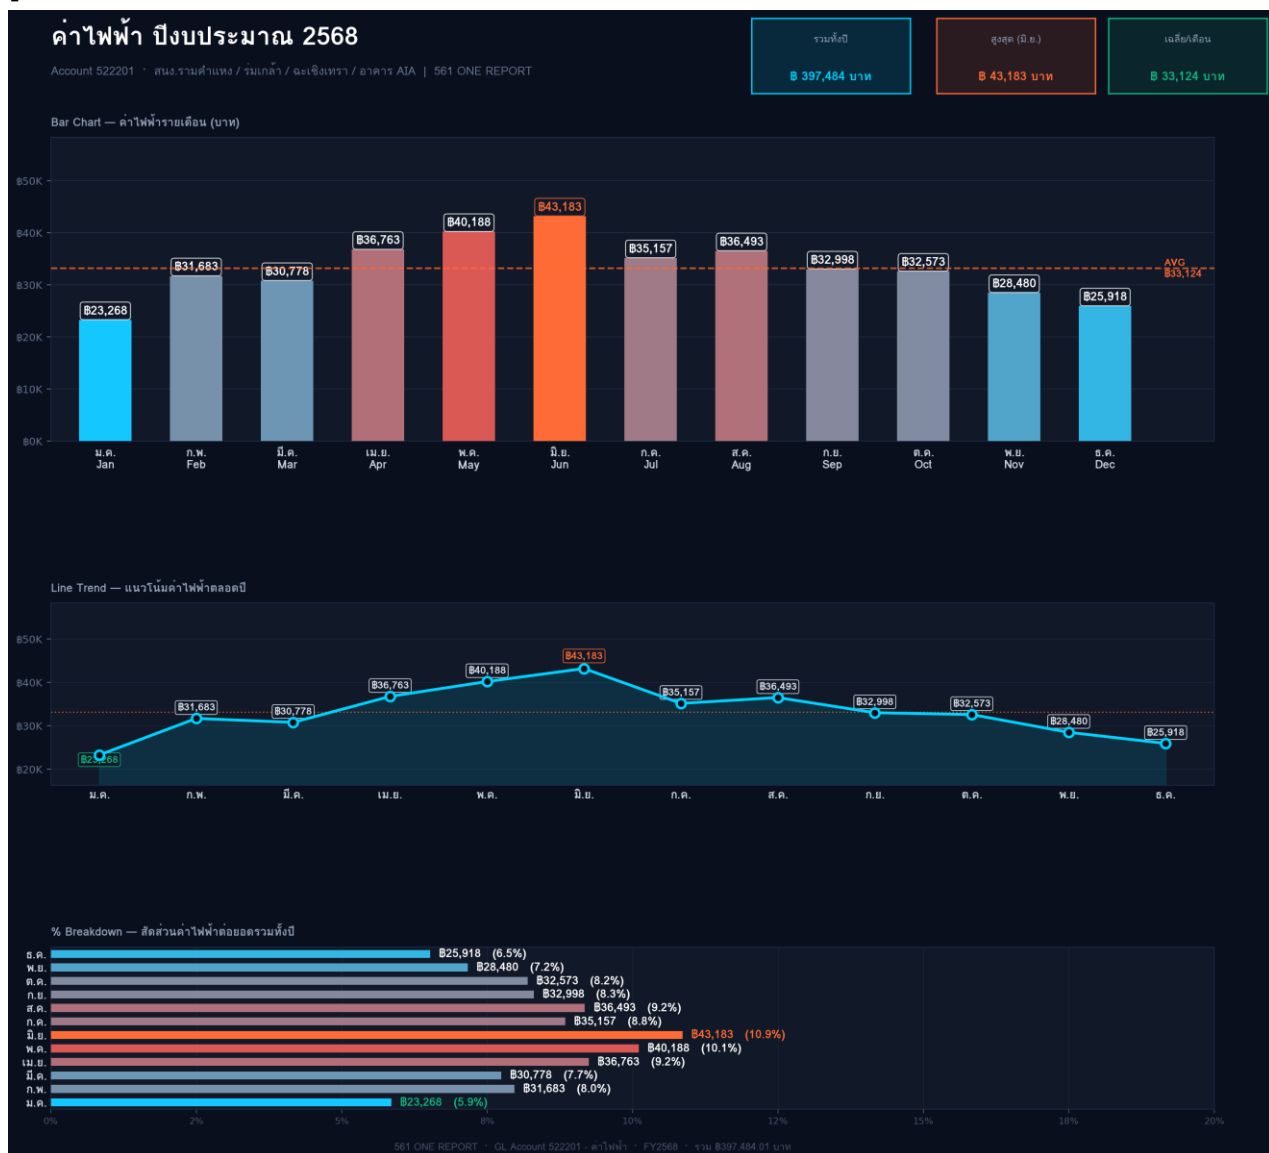 ค่าไฟฟ้า ปีงบประมาณ 2568
Account 522201 · สนง.รามคำแหง / ร่มเกล้า / ฉะเชิงเทรา / อาคาร AIA | 561 ONE REPORT
รวมทั้งปี
฿ 397,484 บาท
สูงสุด (มิ.ย.)
฿ 43,183 บาท
เฉลี่ย/เดือน
฿ 33,124 บาท
Bar Chart — ค่าไฟฟ้ารายเดือน (บาท)
฿50K
฿40K
฿30K
฿20K
฿10K
฿0K
฿23,268
฿31,683
฿30,778
฿36,763
฿40,188
฿43,183
฿35,157
฿36,493
฿32,998
฿32,573
฿28,480
฿25,918
AVG
฿33,124
ม.ค. ก.พ. มี.ค. เม.ย. พ.ค. มิ.ย. ก.ค. ส.ค. ก.ย. ต.ค. พ.ย. ธ.ค.
Jan Feb Mar Apr May Jun Jul Aug Sep Oct Nov Dec
Line Trend — แนวโน้มค่าไฟฟ้าตลอดปี
฿50K
฿40K
฿30K
฿20K
฿23,268
฿31,683
฿30,778
฿36,763
฿40,188
฿43,183
฿35,157
฿36,493
฿32,998
฿32,573
฿28,480
฿25,918
ม.ค. ก.พ. มี.ค. เม.ย. พ.ค. มิ.ย. ก.ค. ส.ค. ก.ย. ต.ค. พ.ย. ธ.ค.
% Breakdown — สัดส่วนค่าไฟฟ้าต่อยอดรวมทั้งปี
ธ.ค. ฿25,918 (6.5%)
พ.ย. ฿28,480 (7.2%)
ต.ค. ฿32,573 (8.2%)
ก.ย. ฿32,998 (8.3%)
ส.ค. ฿36,493 (9.2%)
ก.ค. ฿35,157 (8.8%)
มิ.ย. ฿43,183 (10.9%)
พ.ค. ฿40,188 (10.1%)
เม.ย. ฿36,763 (9.2%)
มี.ค. ฿30,778 (7.7%)
ก.พ. ฿31,683 (8.0%)
ม.ค. ฿23,268 (5.9%)
0% 2% 5% 8% 10% 12% 15% 18% 20%
561 ONE REPORT · GL Account 522201 - ค่าไฟฟ้า · FY2568 · รวม ฿397,484.01 บาท